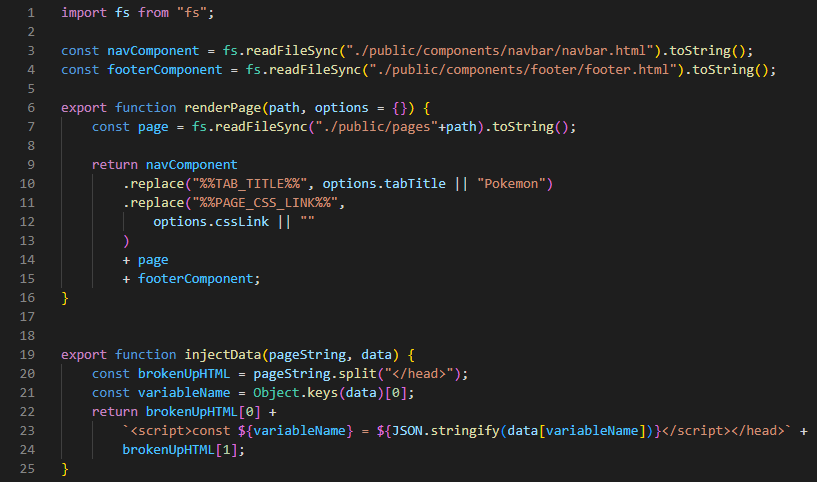 1 import fs from "fs";
2
3 const navComponent = fs.readFileSync("./public/components/navbar/navbar.html").toString();
4 const footerComponent = fs.readFileSync("./public/components/footer/footer.html").toString();
5
6 export function renderPage(path, options = {}) {
7     const page = fs.readFileSync("./public/pages"+path).toString();
8
9     return navComponent
10         .replace("%%TAB_TITLE%%", options.tabTitle || "Pokemon")
11         .replace("%%PAGE_CSS_LINK%%",
12             options.cssLink || ""
13         )
14         + page
15         + footerComponent;
16 }
17
18
19 export function injectData(pageString, data) {
20     const brokenUpHTML = pageString.split("</head>");
21     const variableName = Object.keys(data)[0];
22     return brokenUpHTML[0] +
23         `<script>const ${variableName} = ${JSON.stringify(data[variableName])}</script></head>` +
24         brokenUpHTML[1];
25 }